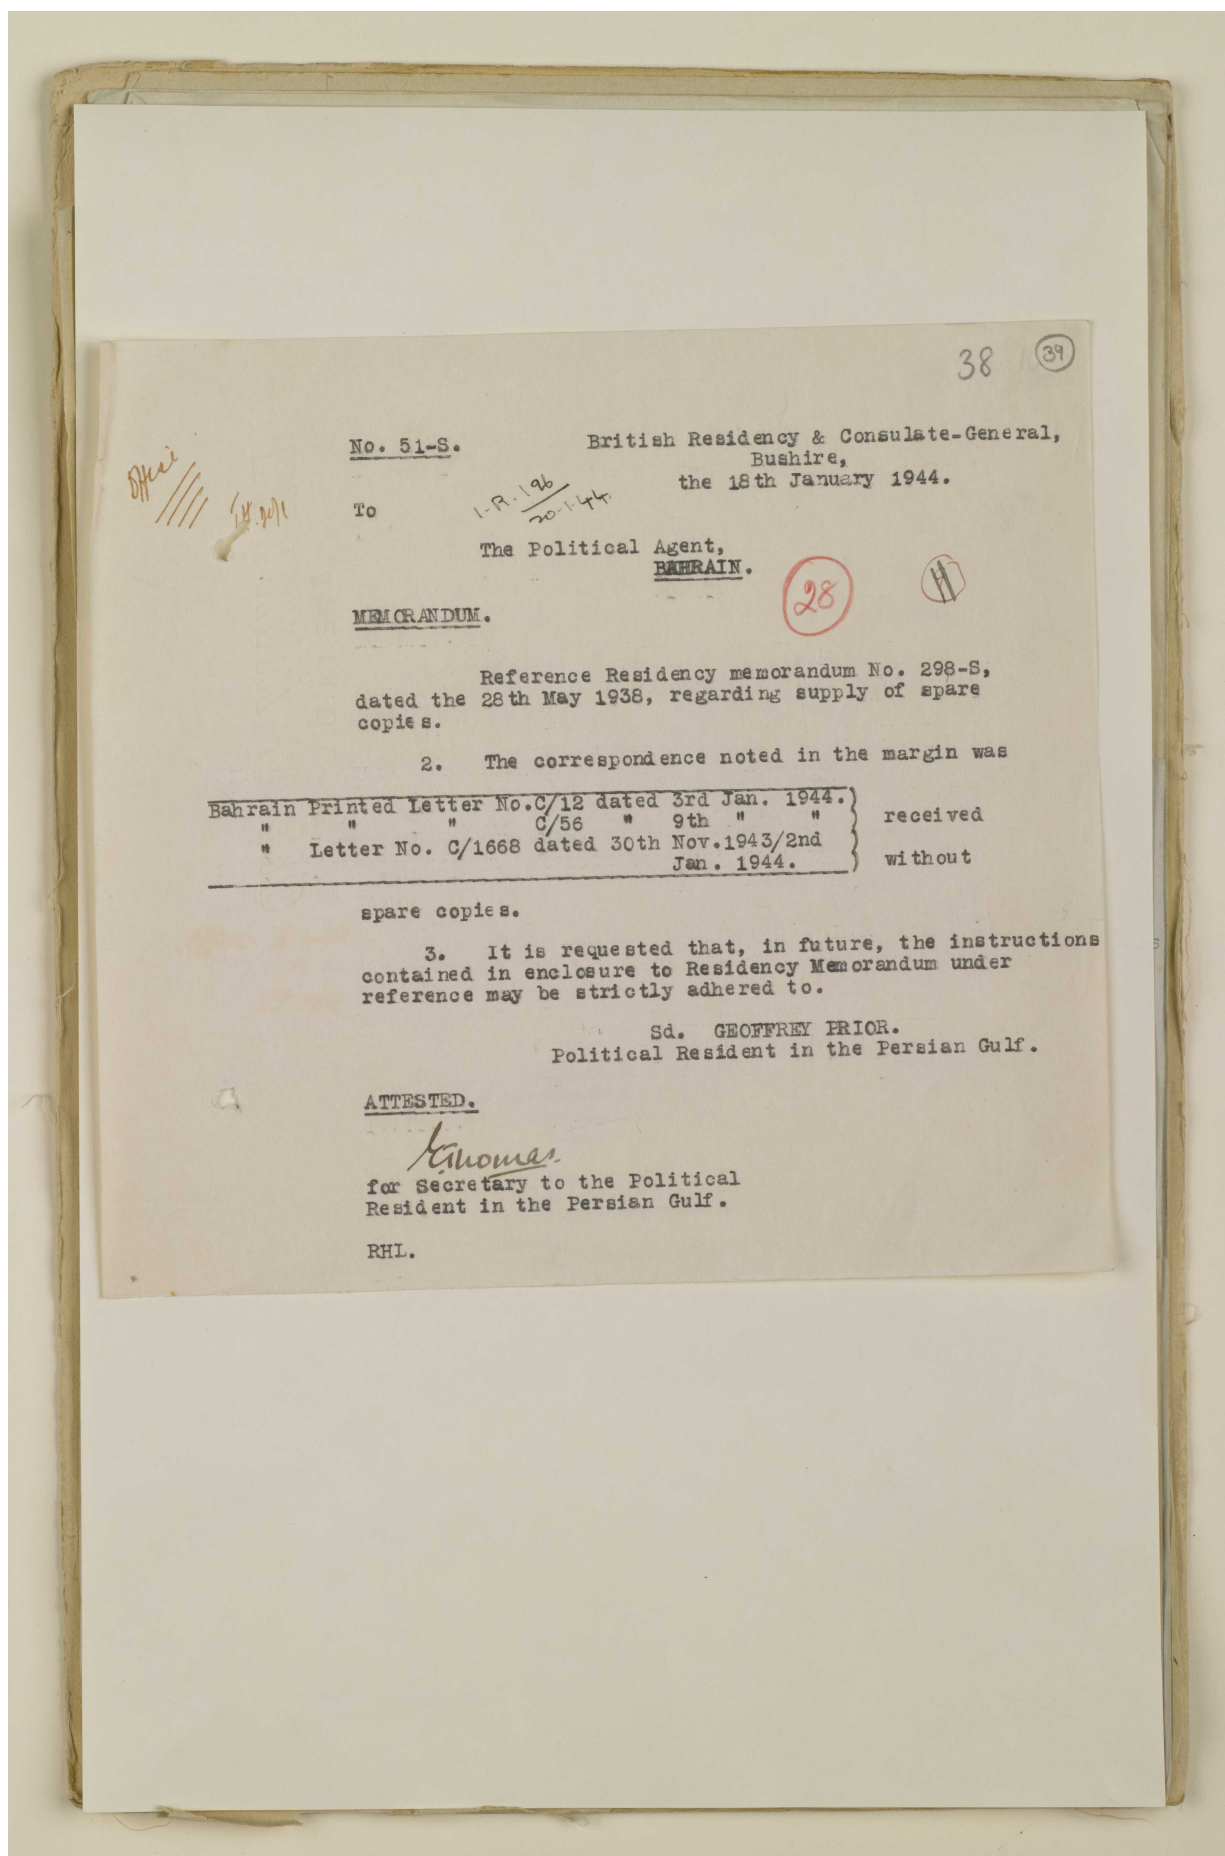 38 39
No. 51-S.
British Residency & Consulate-General,
Bushire,
the 18th January 1944.
Office
I.R. 196
20.1.44.
To
The Political Agent,
BAHRAIN.
28
MEMORANDUM.
Reference Residency memorandum No. 298-S,
dated the 28th May 1938, regarding supply of spare
copies.
2. The correspondence noted in the margin was
Bahrain Printed Letter No.C/12 dated 3rd Jan. 1944.)
" " " C/56 " 9th " " ) received
" Letter No. C/1668 dated 30th Nov.1943/2nd
Jan. 1944. ) without
spare copies.
3. It is requested that, in future, the instructions
contained in enclosure to Residency Memorandum under
reference may be strictly adhered to.
Sd. GEOFFREY PRIOR.
Political Resident in the Persian Gulf.
ATTESTED.
Thomas
for Secretary to the Political
Resident in the Persian Gulf.
RHL.